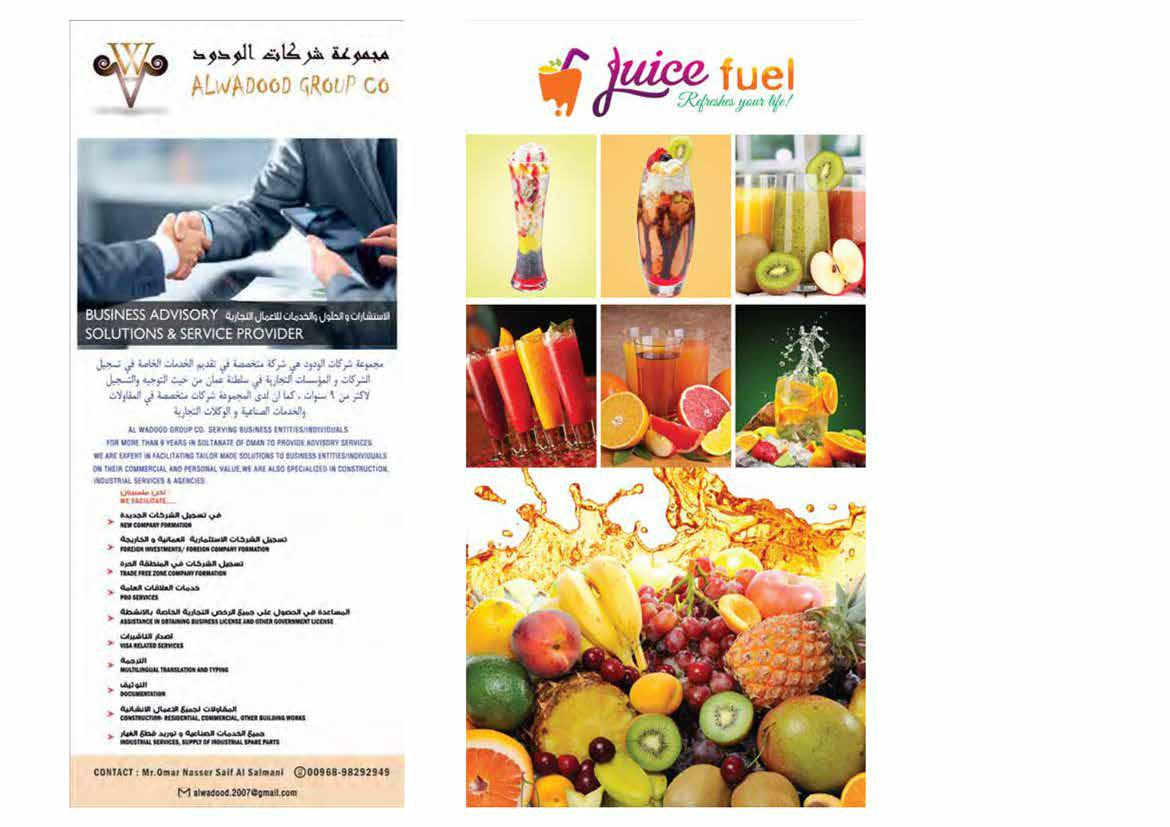 مجموعة شركات الودود
ALWADOOD GROUP CO
BUSINESS ADVISORY الاستشارات و الحلول والخدمات للاعمال التجارية
SOLUTIONS & SERVICE PROVIDER
مجموعة شركات الودود هي شركة متخصصة في تقديم الخدمات الخاصة في تسجيل
الشركات و المؤسسات التجارية في سلطنة عمان من حيث التوجيه والتسجيل
لاكثر من ٩ سنوات ، كما ان لدى المجموعة شركات متخصصة في المقاولات
والخدمات الصناعية و الوكلات التجارية
AL WADOOD GROUP CO. SERVING BUSINESS ENTITIES/INDIVIDUALS
FOR MORE THAN 9 YEARS IN SULTANATE OF OMAN TO PROVIDE ADVISORY SERVICES.
WE ARE EXPERT IN FACILITATING TAILOR MADE SOLUTIONS TO BUSINESS ENTITIES/INDIVIDUALS
ON THEIR COMMERCIAL AND PERSONAL VALUE,WE ARE ALSO SPECIALIZED IN CONSTRUCTION,
INDUSTRIAL SERVICES & AGENCIES.
WE FACILITATE.....
في تسجيل الشركات الجديدة
NEW COMPANY FORMATION
تسجيل الشركات الاستثمارية العمانية و الخاريجة
FOREIGN INVESTMENTS/ FOREIGN COMPANY FORMATION
تسجيل الشركات في المنطقة الحرة
TRADE FREE ZONE COMPANY FORMATION
خدمات العلاقات العامة
PRO SERVICES
المساعدة في الحصول على جميع الرخص التجارية الخاصة بالانشطة
ASSISTANCE IN OBTAINING BUSINESS LICENSE AND OTHER GOVERNMENT LICENSE
اصدار التاشيرات
VISA RELATED SERVICES
الترجمة
MULTILINGUAL TRANSLATION AND TYPING
التوثيق
DOCUMENTATION
المقاولات لجميع الاعمال الانشائية
CONSTRUCTION- RESIDENTIAL, COMMERCIAL, OTHER BUILDING WORKS
جميع الخدمات الصناعية و توريد قطع الغيار
INDUSTRIAL SERVICES, SUPPLY OF INDUSTRIAL SPARE PARTS
CONTACT : Mr.Omar Nasser Saif Al Salmani 00968-98292949
alwadood.2007@gmail.com
Juice fuel
Refreshes your life!